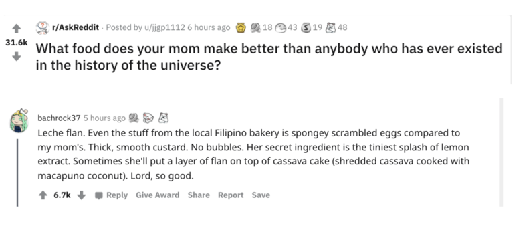 r/AskReddit · Posted by u/jjgp1112 6 hours ago 18 43 19 48
31.6k
What food does your mom make better than anybody who has ever existed
in the history of the universe?
bachrock37 5 hours ago
Leche flan. Even the stuff from the local Filipino bakery is spongey scrambled eggs compared to
my mom's. Thick, smooth custard. No bubbles. Her secret ingredient is the tiniest splash of lemon
extract. Sometimes she'll put a layer of flan on top of cassava cake (shredded cassava cooked with
macapuno coconut). Lord, so good.
6.7k Reply Give Award Share Report Save